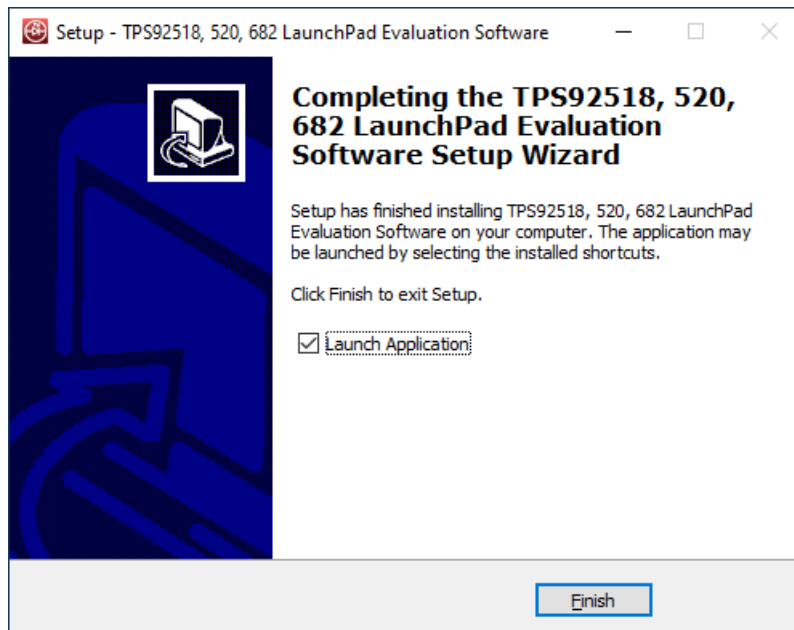 Setup - TPS92518, 520, 682 LaunchPad Evaluation Software
Completing the TPS92518, 520,
682 LaunchPad Evaluation
Software Setup Wizard
Setup has finished installing TPS92518, 520, 682 LaunchPad
Evaluation Software on your computer. The application may
be launched by selecting the installed shortcuts.
Click Finish to exit Setup.
Launch Application
Finish